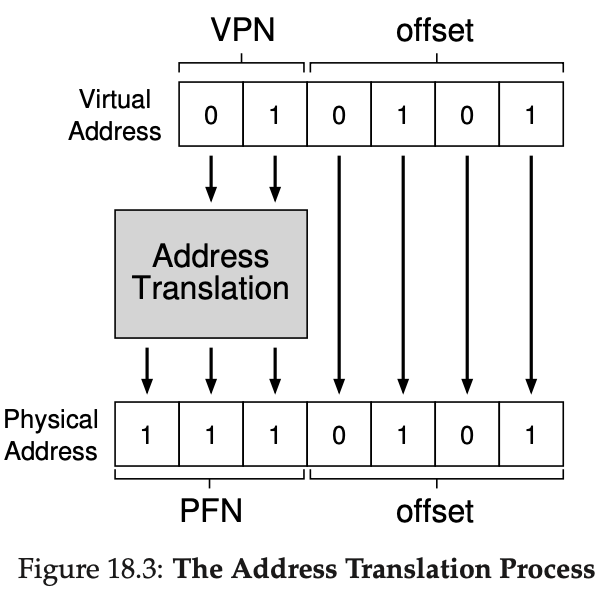 VPN offset
Virtual
Address
0 1 0 1 0 1
Address
Translation
Physical
Address
1 1 1 0 1 0 1
PFN offset
Figure 18.3: The Address Translation Process